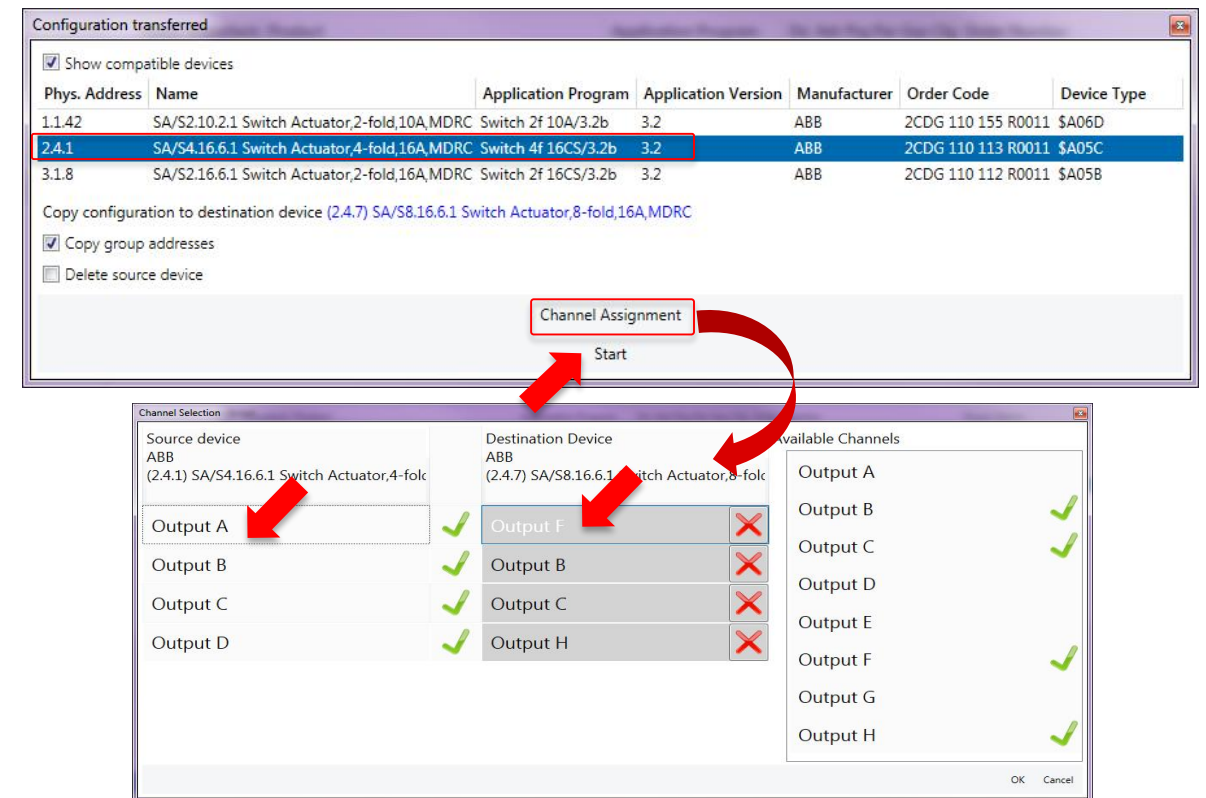 Configuration transferred
Show compatible devices
Phys. Address Name Application Program Application Version Manufacturer Order Code Device Type
1.1.42 SA/S2.10.2.1 Switch Actuator,2-fold,10A,MDRC Switch 2f 10A/3.2b 3.2 ABB 2CDG 110 155 R0011 $A06D
2.4.1 SA/S4.16.6.1 Switch Actuator,4-fold,16A,MDRC Switch 4f 16CS/3.2b 3.2 ABB 2CDG 110 113 R0011 $A05C
3.1.8 SA/S2.16.6.1 Switch Actuator,2-fold,16A,MDRC Switch 2f 16CS/3.2b 3.2 ABB 2CDG 110 112 R0011 $A05B
Copy configuration to destination device (2.4.7) SA/S8.16.6.1 Switch Actuator,8-fold,16A,MDRC
Copy group addresses
Delete source device
Channel Assignment
Start
Channel Selection
Source device Destination Device Available Channels
ABB ABB
(2.4.1) SA/S4.16.6.1 Switch Actuator,4-fold (2.4.7) SA/S8.16.6.1 Switch Actuator,8-fold
Output A
Output B
Output C
Output D
Output F
Output B
Output C
Output H
Output A
Output B
Output C
Output D
Output E
Output F
Output G
Output H
OK Cancel